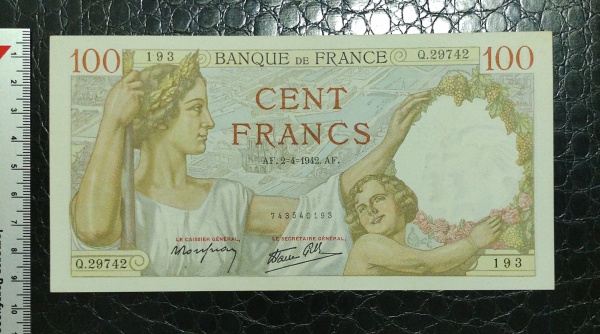 100 193 BANQUE DE FRANCE Q.29742 100
CENT
FRANCS
AF. 2=4=1942. AF.
743540193
LE CAISSIER GÉNÉRAL, LE SECRÉTAIRE GÉNÉRAL,
Q.29742 193